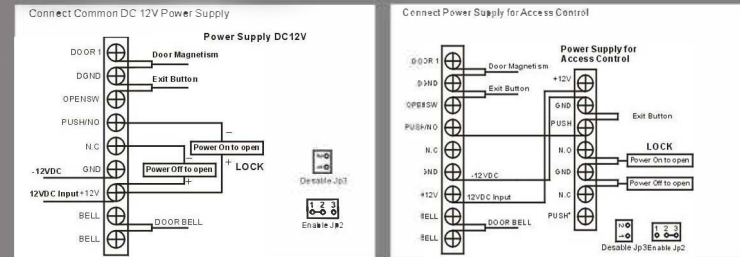 Connect Common DC 12V Power Supply
Power Supply DC12V
DOOR 1
Door Magnetism
DGND
Exit Button
OPENSW
PUSH/NO
N.C
Power On to open
−
+
LOCK
Power Off to open
−
+
-12VDC
GND
12VDC Input
+12V
BELL
DOOR BELL
BELL
1 2
Desable Jp3
1 2 3
Enable Jp2
Connect Power Supply for Access Control
Power Supply for
Access Control
DOOR 1
Door Magnetism
DGND
Exit Button
OPENSW
PUSH/NO
N.C
GND
-12VDC
+12V
12VDC Input
BELL
DOOR BELL
BELL
+12V
GND
PUSH
Exit Button
N.O
LOCK
Power On to open
GND
Power Off to open
N.C
PUSH*
1 2
Desable Jp3
1 2 3
Enable Jp2